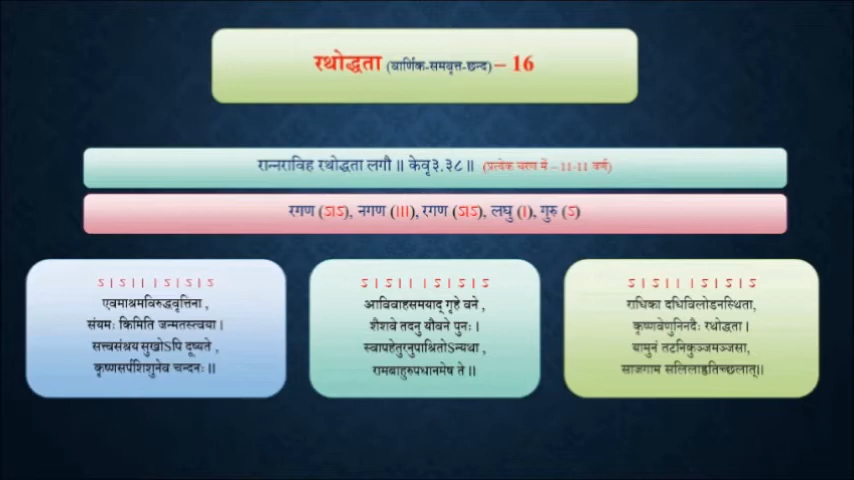 रथोद्धता (वार्णिक-समवृत्त-छन्द) – 16
रान्नराविह रथोद्धता लगौ ॥ केवृ३.३८॥ (प्रत्येक चरण में – 11-11 वर्ण)
रगण (ऽ।ऽ), नगण (।।।), रगण (ऽ।ऽ), लघु (।), गुरु (ऽ)
ऽ । ऽ । । । ऽ । ऽ । ऽ
एवमाश्रमविरुद्धवृत्तिना ,
संयमः किमिति जन्मतस्त्वया ।
सत्त्वसंश्रय सुखोऽपि दूष्यते ,
कृष्णसर्पशिशुनेव चन्दनः ॥
ऽ । ऽ । । । ऽ । ऽ । ऽ
आविवाहसमयाद् गृहे वने ,
शैशवे तदनु यौवने पुनः ।
स्वापहेतुरनुपाश्रितोऽन्यथा ,
रामबाहुरुपधानमेष ते ॥
ऽ । ऽ । । । ऽ । ऽ । ऽ
राधिका दधिविलोडनस्थिता,
कृष्णवेणुनिनदैः रथोद्धता ।
यामुनं तटनिकुञ्जमञ्जसा,
साजगाम सलिलाहृतिच्छलात्॥